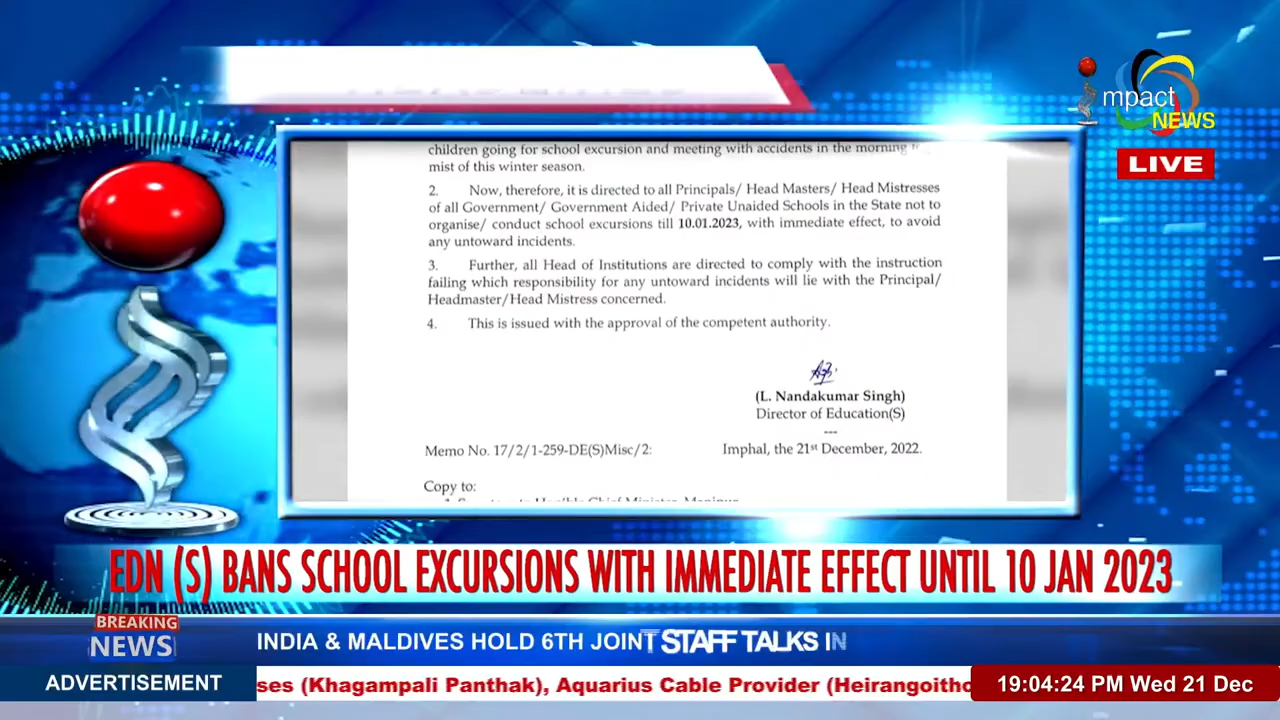 mpact
NEWS
LIVE
children going for school excursion and meeting with accidents in the morning
mist of this winter season.
2. Now, therefore, it is directed to all Principals/ Head Masters/ Head Mistresses
of all Government/ Government Aided/ Private Unaided Schools in the State not to
organise/ conduct school excursions till 10.01.2023, with immediate effect, to avoid
any untoward incidents.
3. Further, all Head of Institutions are directed to comply with the instruction
failing which responsibility for any untoward incidents will lie with the Principal/
Headmaster/Head Mistress concerned.
4. This is issued with the approval of the competent authority.
(L. Nandakumar Singh)
Director of Education(S)
---
Memo No. 17/2/1-259-DE(S)Misc/2: Imphal, the 21st December, 2022.
Copy to:
EDN (S) BANS SCHOOL EXCURSIONS WITH IMMEDIATE EFFECT UNTIL 10 JAN 2023
BREAKING
NEWS
INDIA & MALDIVES HOLD 6TH JOINT STAFF TALKS IN
ADVERTISEMENT
ses (Khagampali Panthak), Aquarius Cable Provider (Heirangoitho
19:04:24 PM Wed 21 Dec